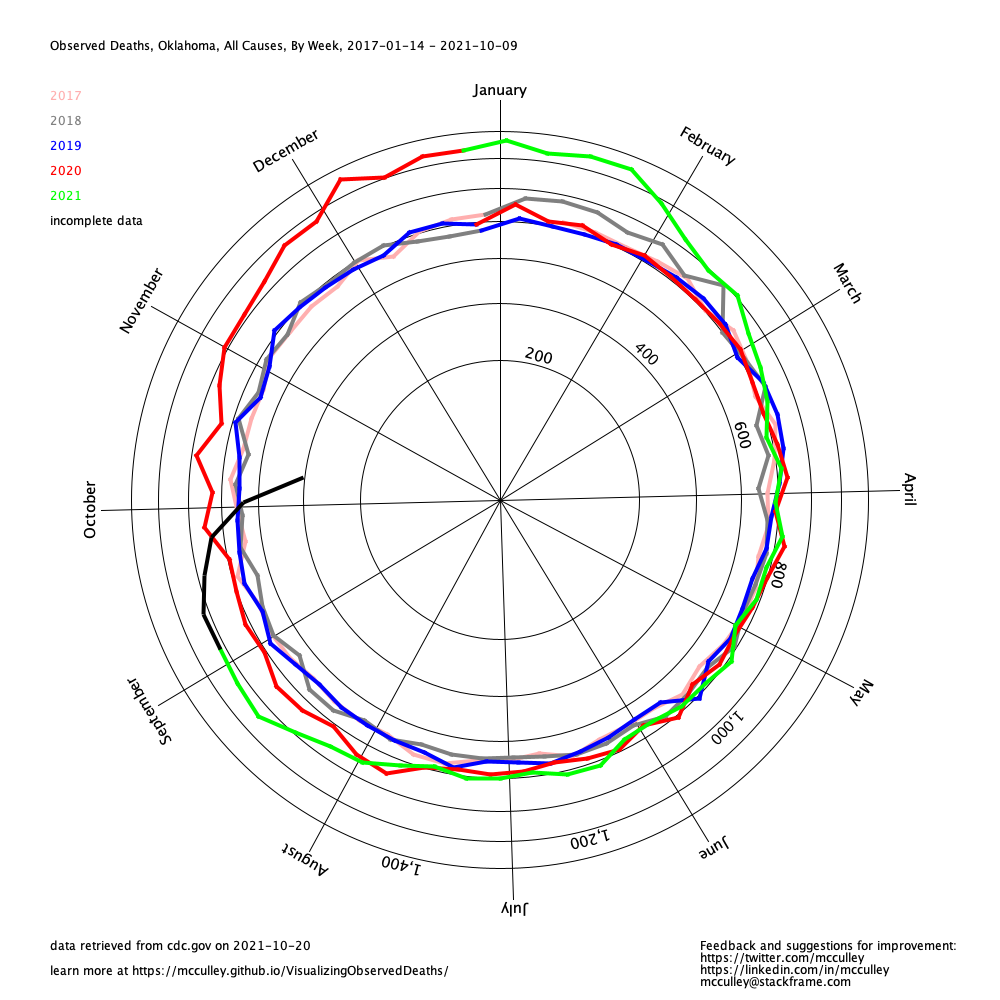 Observed Deaths, Oklahoma, All Causes, By Week, 2017-01-14 - 2021-10-09
2017
2018
2019
2020
2021
incomplete data
January
February
March
April
May
June
July
August
September
October
November
December
200
400
600
800
1,000
1,200
1,400
data retrieved from cdc.gov on 2021-10-20
learn more at https://mcculley.github.io/VisualizingObservedDeaths/
Feedback and suggestions for improvement:
https://twitter.com/mcculley
https://linkedin.com/in/mcculley
mcculley@stackframe.com